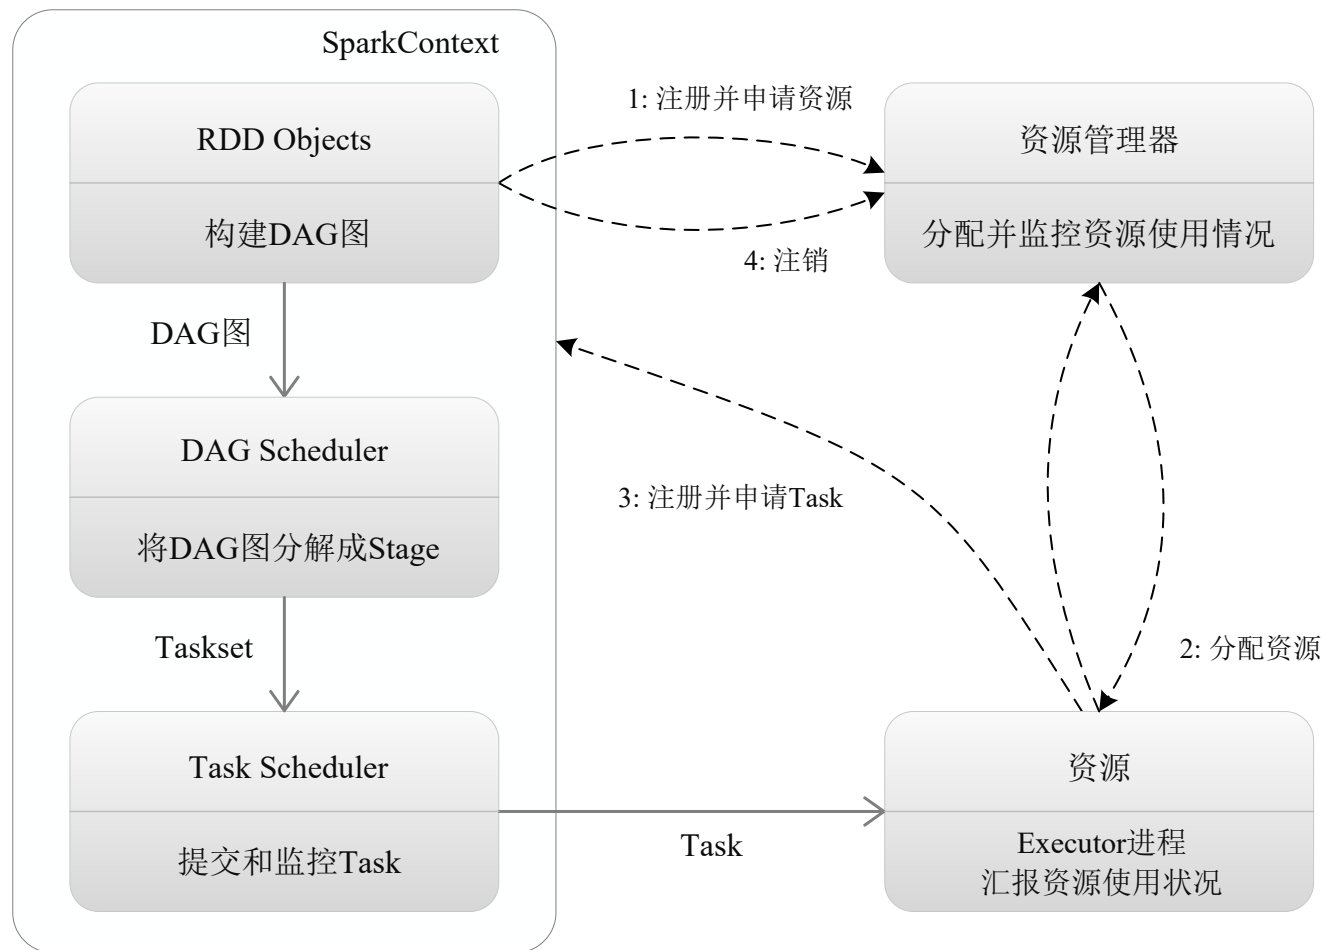 SparkContext
RDD Objects
构建DAG图
1: 注册并申请资源
4: 注销
资源管理器
分配并监控资源使用情况
DAG图
DAG Scheduler
将DAG图分解成Stage
3: 注册并申请Task
Taskset
2: 分配资源
Task Scheduler
提交和监控Task
Task
资源
Executor进程
汇报资源使用状况